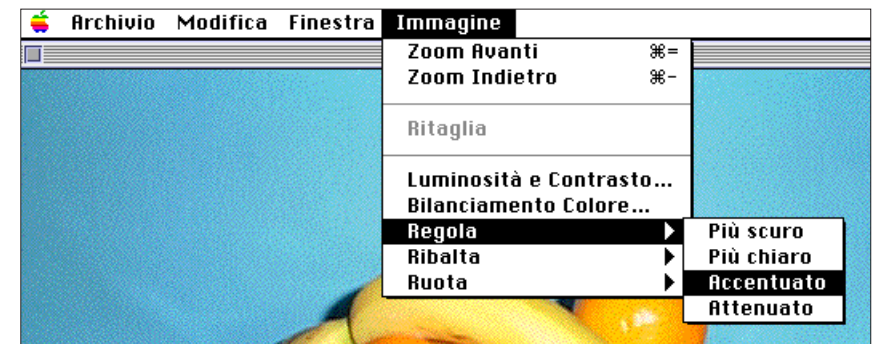 Archivio Modifica Finestra Immagine
Zoom Avanti ⌘=
Zoom Indietro ⌘-
Ritaglia
Luminosità e Contrasto...
Bilanciamento Colore...
Regola
Ribalta
Ruota
Più scuro
Più chiaro
Accentuato
Attenuato